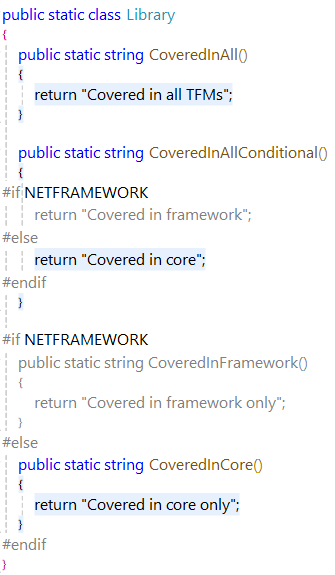 public static class Library
{
public static string CoveredInAll()
{
return "Covered in all TFMs";
}
public static string CoveredInAllConditional()
{
#if NETFRAMEWORK
return "Covered in framework";
#else
return "Covered in core";
#endif
}
#if NETFRAMEWORK
public static string CoveredInFramework()
{
return "Covered in framework only";
}
#else
public static string CoveredInCore()
{
return "Covered in core only";
}
#endif
}